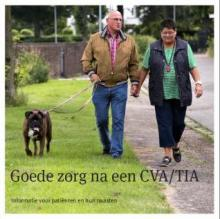 Goede zorg na een CVA/TIA
Informatie voor patiënten en hun naasten